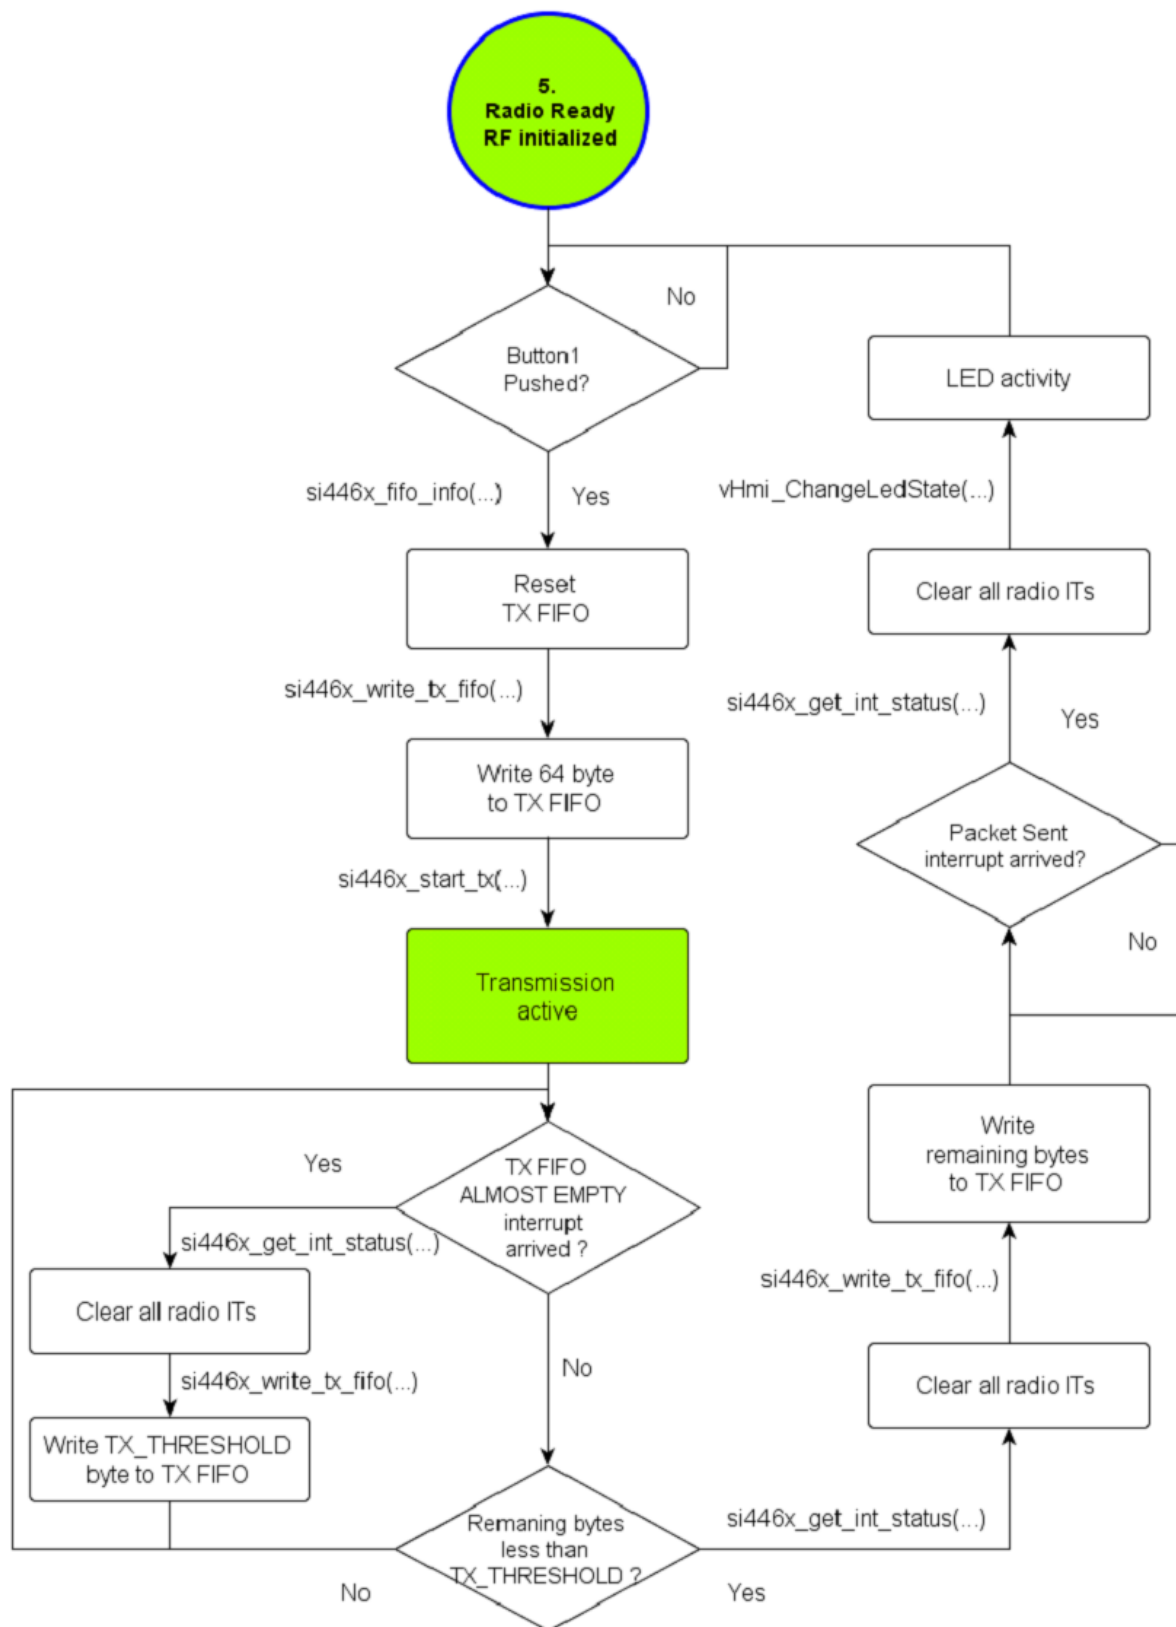 5.
Radio Ready
RF initialized
No
Button1
Pushed?
LED activity
si446x_fifo_info(...)
Yes
vHmi_ChangeLedState(...)
Reset
TX FIFO
Clear all radio ITs
si446x_write_tx_fifo(...)
si446x_get_int_status(...)
Yes
Write 64 byte
to TX FIFO
Packet Sent
interrupt arrived?
si446x_start_tx(...)
No
Transmission
active
Write
remaining bytes
to TX FIFO
Yes
TX FIFO
ALMOST EMPTY
interrupt
arrived ?
si446x_get_int_status(...)
si446x_write_tx_fifo(...)
Clear all radio ITs
No
si446x_write_tx_fifo(...)
Clear all radio ITs
Write TX_THRESHOLD
byte to TX FIFO
Remaning bytes
less than
TX_THRESHOLD ?
si446x_get_int_status(...)
No
Yes